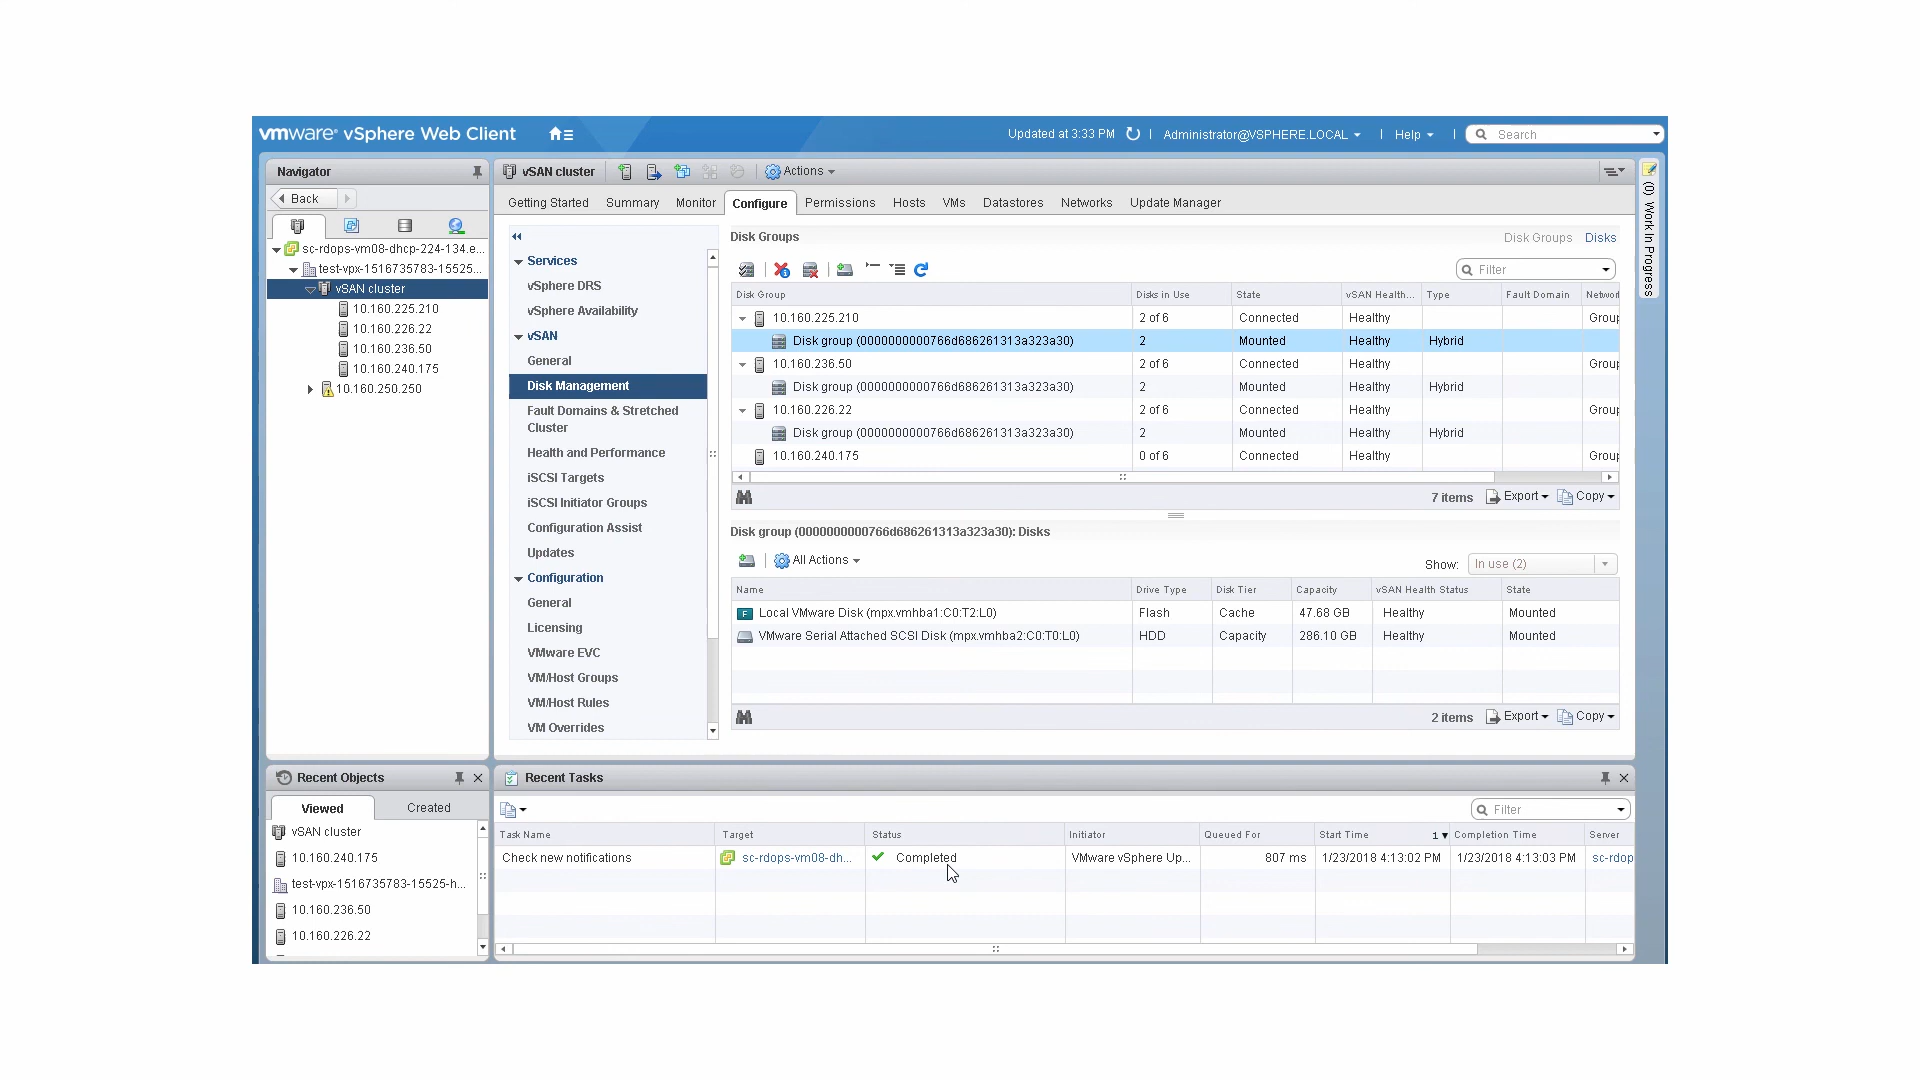 vmware® vSphere Web Client
Updated at 3:33 PM
Administrator@VSPHERE.LOCAL
Help
Search
Navigator
Back
sc-rdops-vm08-dhcp-224-134.e...
test-vpx-1516735783-15525...
vSAN cluster
10.160.225.210
10.160.226.22
10.160.236.50
10.160.240.175
10.160.250.250
vSAN cluster
Actions
Getting Started Summary Monitor Configure Permissions Hosts VMs Datastores Networks Update Manager
Services
vSphere DRS
vSphere Availability
vSAN
General
Disk Management
Fault Domains & Stretched
Cluster
Health and Performance
iSCSI Targets
iSCSI Initiator Groups
Configuration Assist
Updates
Configuration
General
Licensing
VMware EVC
VM/Host Groups
VM/Host Rules
VM Overrides
Disk Groups
Disk Groups Disks
Filter
Disk Group Disks in Use State vSAN Health... Type Fault Domain Networ
10.160.225.210 2 of 6 Connected Healthy Group
Disk group (0000000000766d686261313a323a30) 2 Mounted Healthy Hybrid
10.160.236.50 2 of 6 Connected Healthy Group
Disk group (0000000000766d686261313a323a30) 2 Mounted Healthy Hybrid
10.160.226.22 2 of 6 Connected Healthy Group
Disk group (0000000000766d686261313a323a30) 2 Mounted Healthy Hybrid
10.160.240.175 0 of 6 Connected Healthy Group
7 items Export Copy
Disk group (0000000000766d686261313a323a30): Disks
All Actions
Show: In use (2)
Name Drive Type Disk Tier Capacity vSAN Health Status State
F Local VMware Disk (mpx.vmhba1:C0:T2:L0) Flash Cache 47.68 GB Healthy Mounted
VMware Serial Attached SCSI Disk (mpx.vmhba2:C0:T0:L0) HDD Capacity 286.10 GB Healthy Mounted
2 items Export Copy
(0) Work In Progress
Recent Objects
Viewed Created
vSAN cluster
10.160.240.175
test-vpx-1516735783-15525-h...
10.160.236.50
10.160.226.22
Recent Tasks
Filter
Task Name Target Status Initiator Queued For Start Time 1 Completion Time Server
Check new notifications sc-rdops-vm08-dh... Completed VMware vSphere Up... 807 ms 1/23/2018 4:13:02 PM 1/23/2018 4:13:03 PM sc-rdop